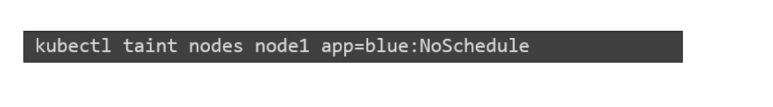 kubectl taint nodes node1 app=blue:NoSchedule